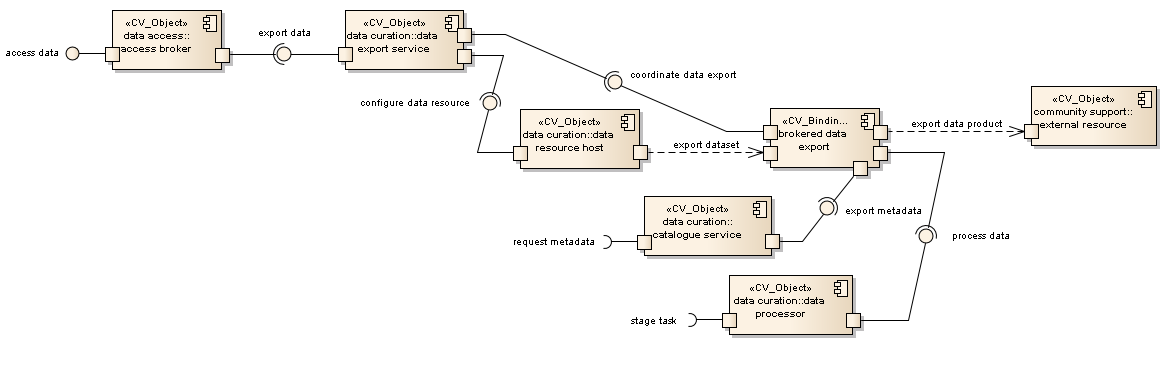 access data
«CV_Object»
data access::
access broker
export data
«CV_Object»
data curation::data
export service
coordinate data export
configure data resource
«CV_Object»
data curation::data
resource host
export dataset
«CV_Bindin...
brokered data
export
export data product
«CV_Object»
community support::
external resource
«CV_Object»
data curation::
catalogue service
request metadata
export metadata
process data
«CV_Object»
data curation::data
processor
stage task